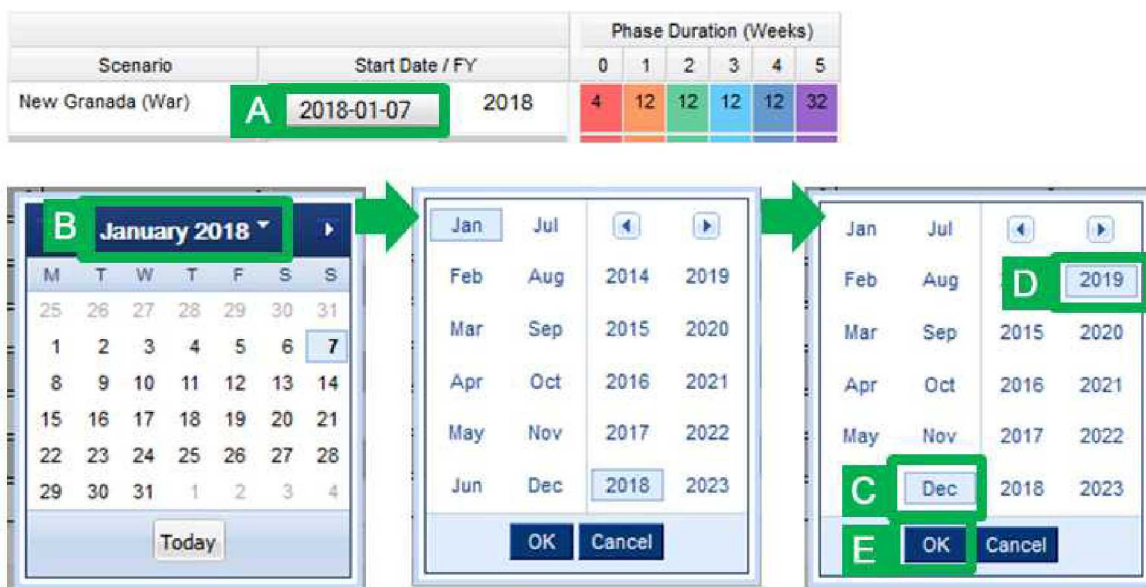 Phase Duration (Weeks)
Scenario Start Date / FY 0 1 2 3 4 5
New Granada (War) A 2018-01-07 2018 4 12 12 12 12 32
B January 2018
M T W T F S S
25 26 27 28 29 30 31
1 2 3 4 5 6 7
8 9 10 11 12 13 14
15 16 17 18 19 20 21
22 23 24 25 26 27 28
29 30 31 1 2 3 4
Today
Jan Jul
Feb Aug 2014 2019
Mar Sep 2015 2020
Apr Oct 2016 2021
May Nov 2017 2022
Jun Dec 2018 2023
OK Cancel
Jan Jul
Feb Aug D 2019
Mar Sep 2015 2020
Apr Oct 2016 2021
May Nov 2017 2022
C Dec 2018 2023
E OK Cancel